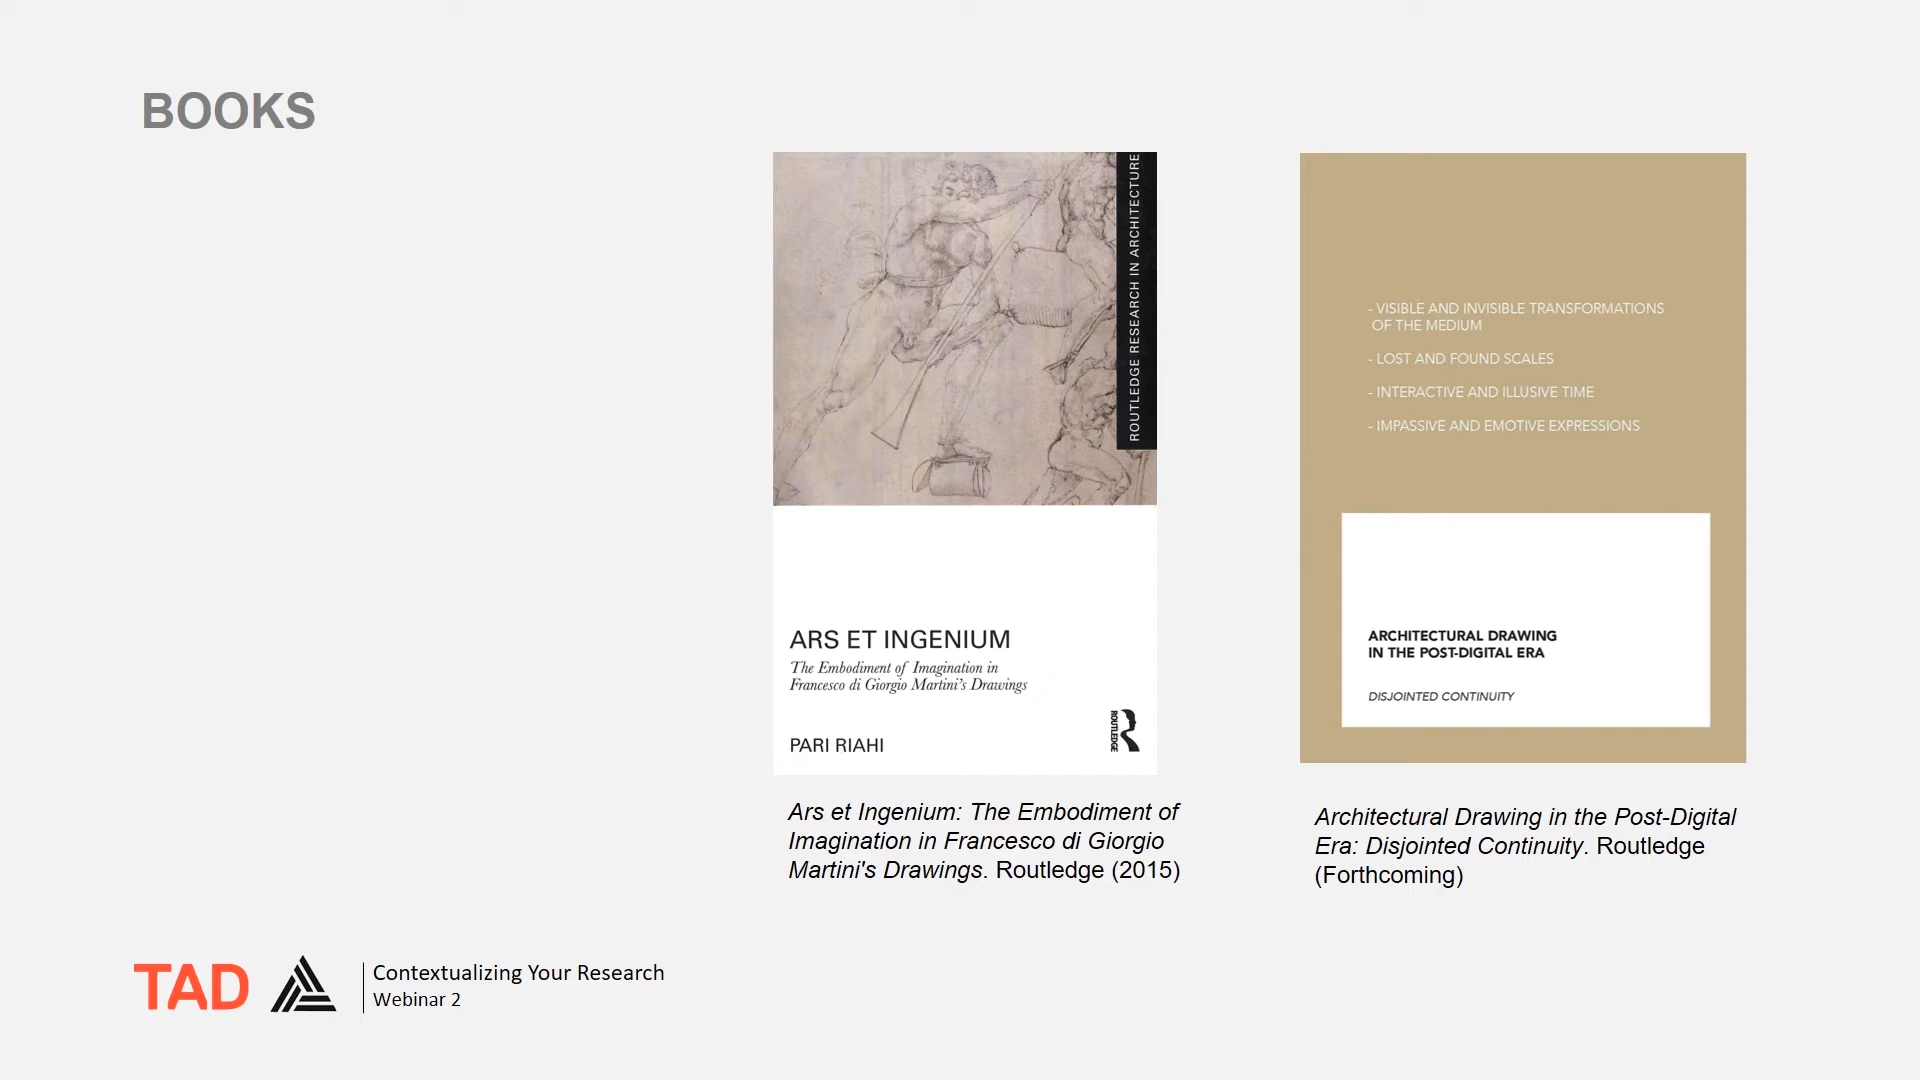 BOOKS
ROUTLEDGE RESEARCH IN ARCHITECTURE
ARS ET INGENIUM
The Embodiment of Imagination in
Francesco di Giorgio Martini's Drawings
PARI RIAHI
ROUTLEDGE
Ars et Ingenium: The Embodiment of
Imagination in Francesco di Giorgio
Martini's Drawings. Routledge (2015)
- VISIBLE AND INVISIBLE TRANSFORMATIONS
OF THE MEDIUM
- LOST AND FOUND SCALES
- INTERACTIVE AND ILLUSIVE TIME
- IMPASSIVE AND EMOTIVE EXPRESSIONS
ARCHITECTURAL DRAWING
IN THE POST-DIGITAL ERA
DISJOINTED CONTINUITY
Architectural Drawing in the Post-Digital
Era: Disjointed Continuity. Routledge
(Forthcoming)
TAD
Contextualizing Your Research
Webinar 2